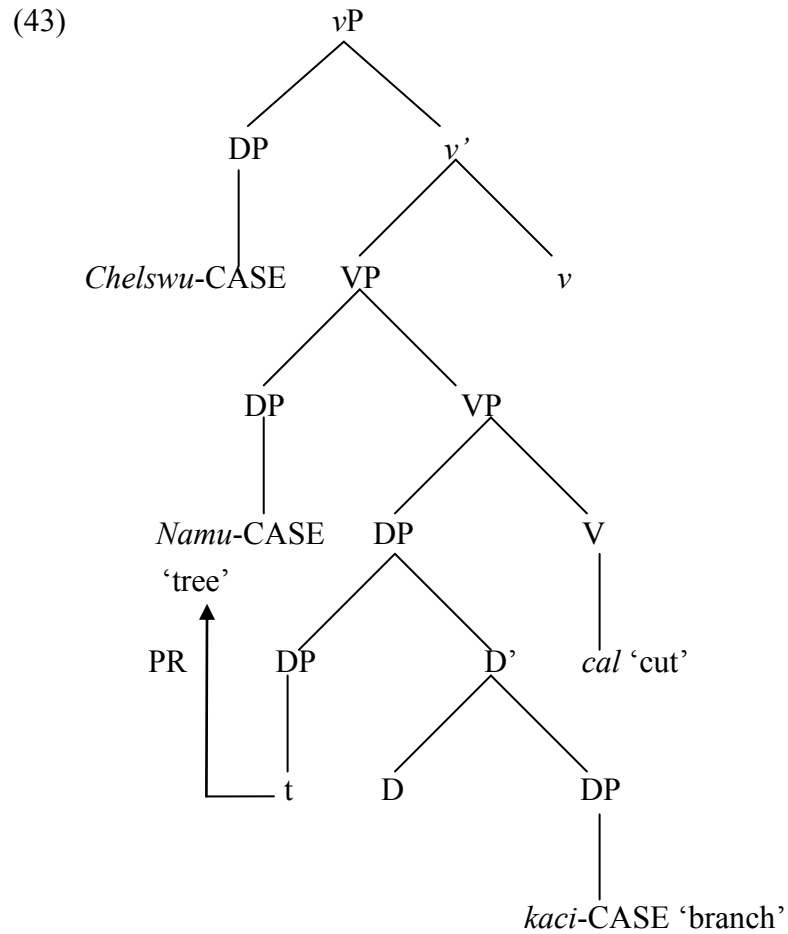 (43) vP
DP v’
Chelswu-CASE VP v
DP VP
Namu-CASE DP V
‘tree’
PR DP D’ cal ‘cut’
t D DP
kaci-CASE ‘branch’